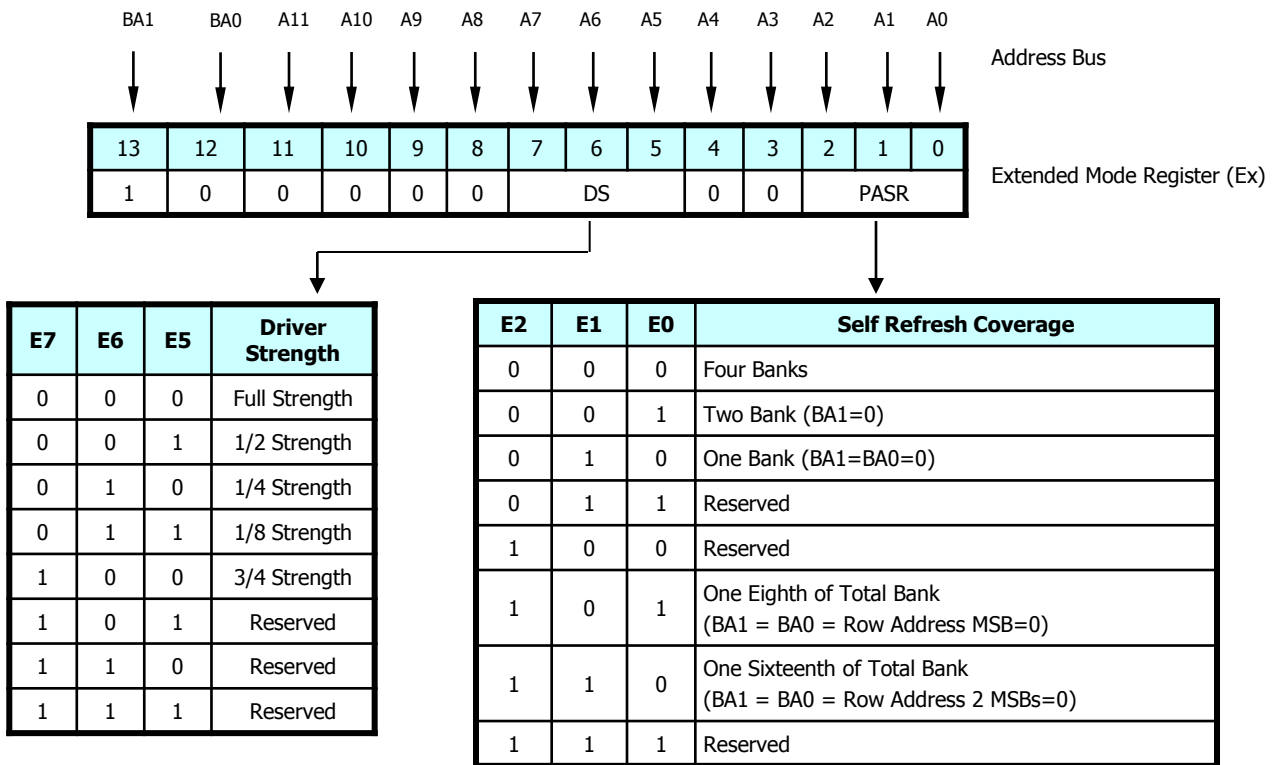 BA1 BA0 A11 A10 A9 A8 A7 A6 A5 A4 A3 A2 A1 A0
Address Bus
13 12 11 10 9 8 7 6 5 4 3 2 1 0
1 0 0 0 0 0 DS 0 0 PASR
Extended Mode Register (Ex)
E7 E6 E5 Driver
Strength
0 0 0 Full Strength
0 0 1 1/2 Strength
0 1 0 1/4 Strength
0 1 1 1/8 Strength
1 0 0 3/4 Strength
1 0 1 Reserved
1 1 0 Reserved
1 1 1 Reserved
E2 E1 E0 Self Refresh Coverage
0 0 0 Four Banks
0 0 1 Two Bank (BA1=0)
0 1 0 One Bank (BA1=BA0=0)
0 1 1 Reserved
1 0 0 Reserved
1 0 1 One Eighth of Total Bank
(BA1 = BA0 = Row Address MSB=0)
1 1 0 One Sixteenth of Total Bank
(BA1 = BA0 = Row Address 2 MSBs=0)
1 1 1 Reserved